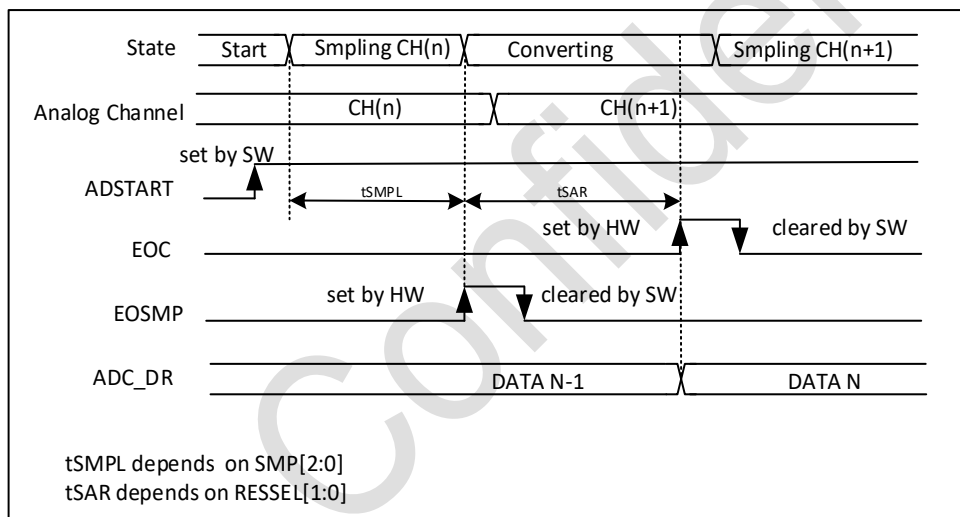 State Start Smpling CH(n) Converting Smpling CH(n+1)
Analog Channel CH(n) CH(n+1)
set by SW
ADSTART
tSMPL tSAR
set by HW cleared by SW
EOC
set by HW cleared by SW
EOSMP
ADC_DR DATA N-1 DATA N
tSMPL depends on SMP[2:0]
tSAR depends on RESSEL[1:0]
Confiden